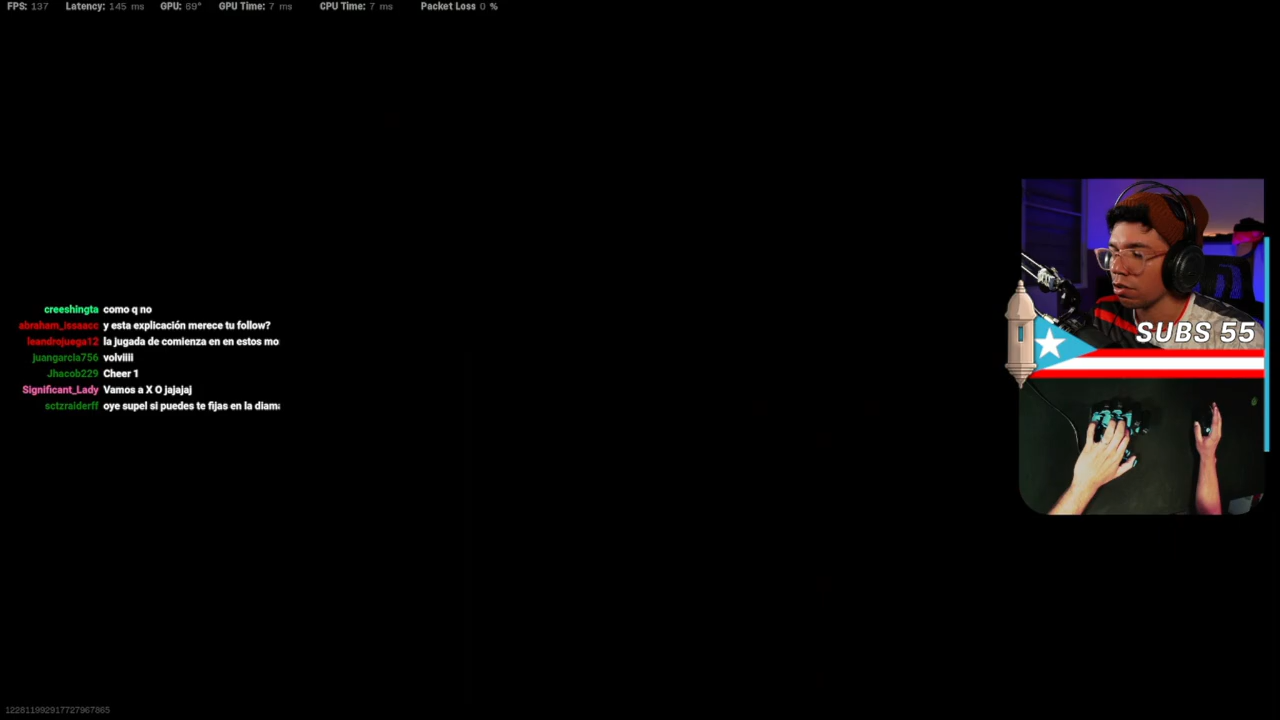 FPS: 137 Latency: 145 ms GPU: 69° GPU Time: 7 ms CPU Time: 7 ms Packet Loss 0 %
creeshingta como q no
abraham_issaacc y esta explicación merece tu follow?
leandrojuega12 la jugada de comienza en en estos mo
juangarcia756 volviiii
Jhacob229 Cheer 1
Significant_Lady Vamos a X O jajajaj
sctzraiderff oye supel si puedes te fijas en la diam
SUBS 55
122811992917727967865